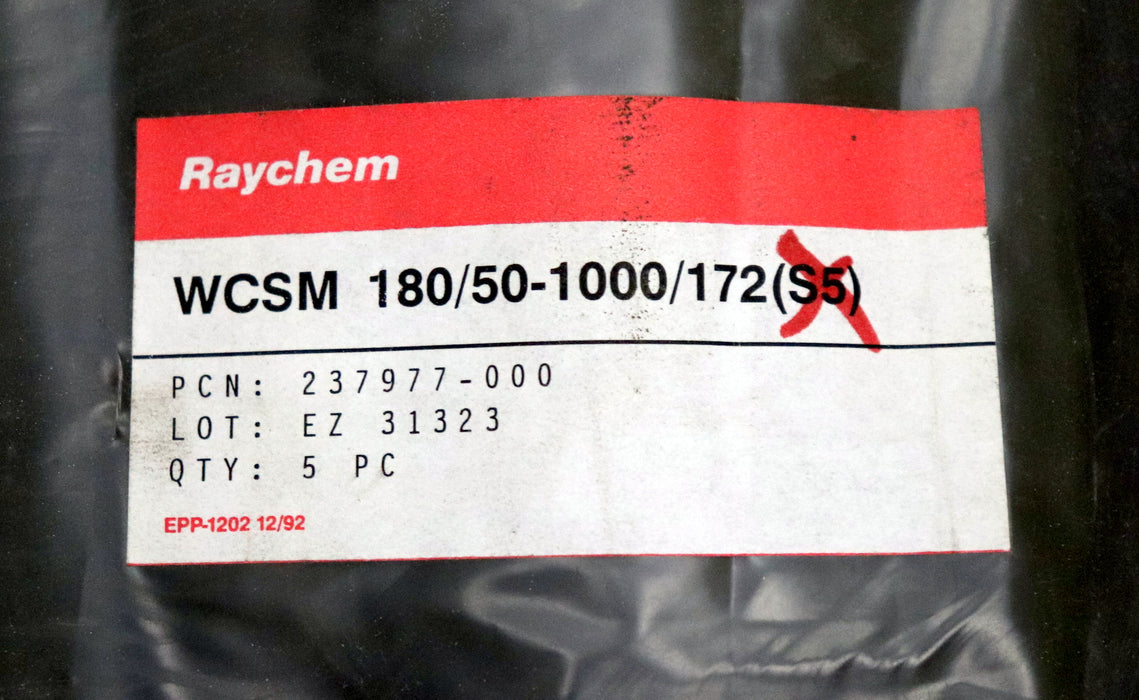 Raychem
WCSM 180/50-1000/172(S5)
PCN: 237977-000
LOT: EZ 31323
QTY: 5 PC
EPP-1202 12/92